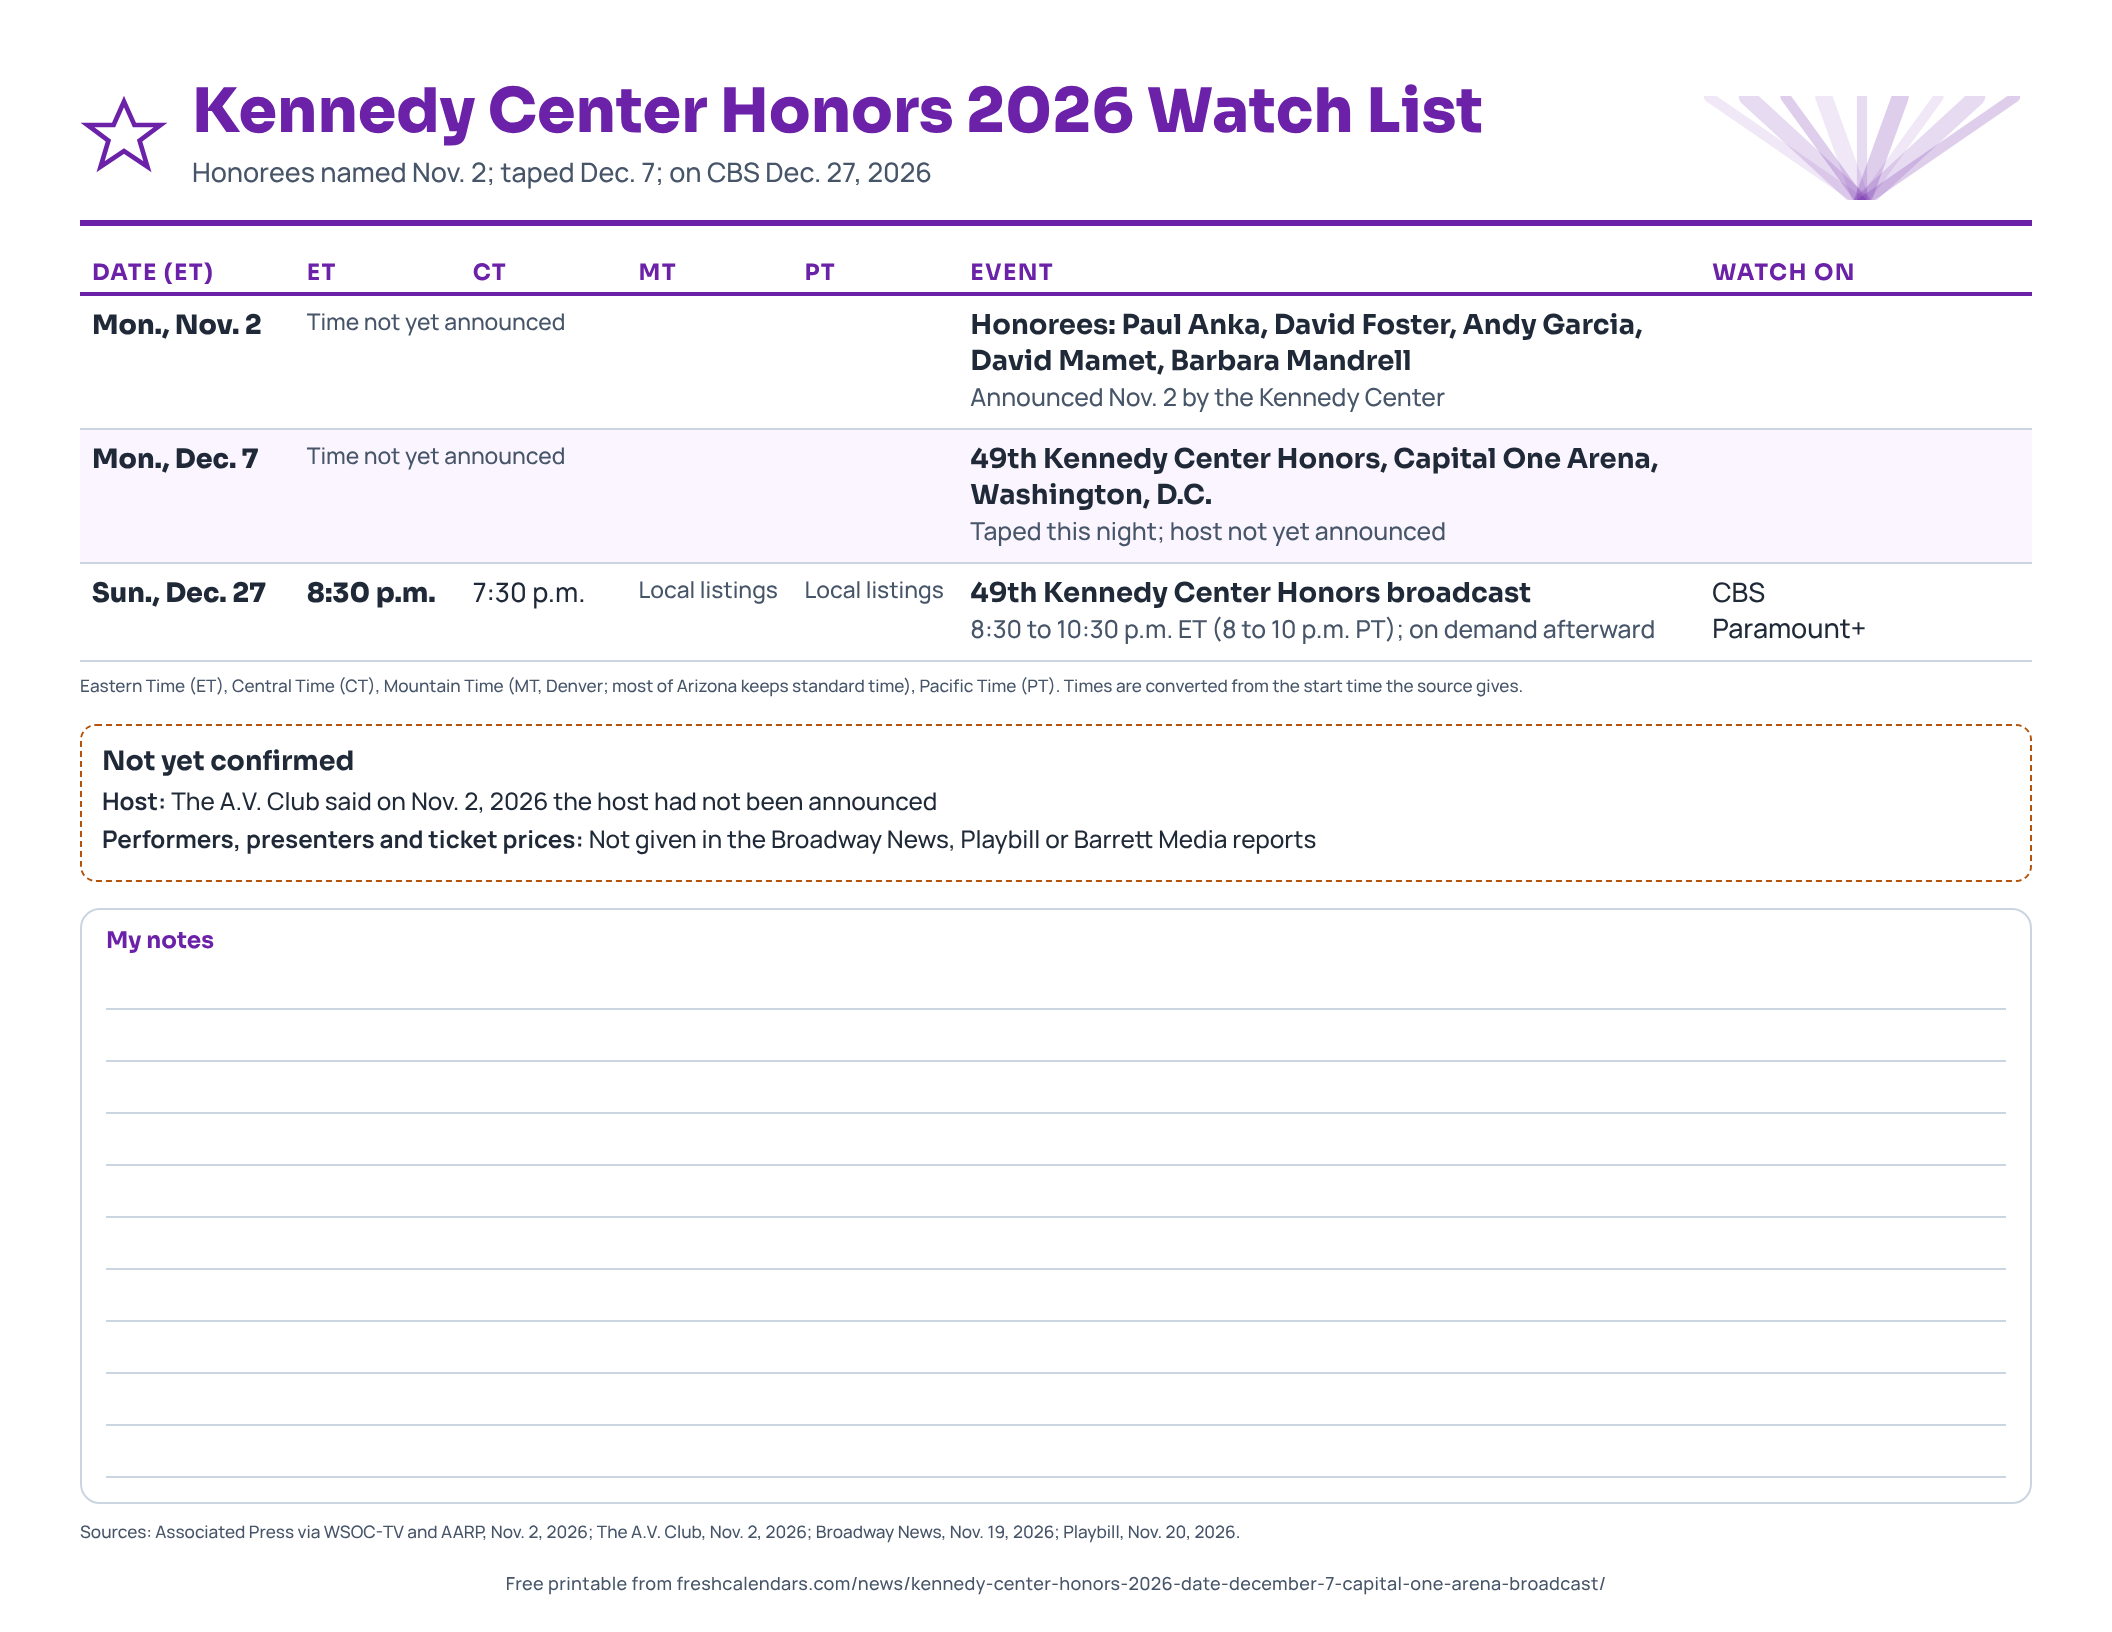 Kennedy Center Honors 2026 Watch List
Honorees named Nov. 2; taped Dec. 7; on CBS Dec. 27, 2026
DATE (ET) ET CT MT PT EVENT WATCH ON
Mon., Nov. 2 Time not yet announced Honorees: Paul Anka, David Foster, Andy Garcia,
David Mamet, Barbara Mandrell
Announced Nov. 2 by the Kennedy Center
Mon., Dec. 7 Time not yet announced 49th Kennedy Center Honors, Capital One Arena,
Washington, D.C.
Taped this night; host not yet announced
Sun., Dec. 27 8:30 p.m. 7:30 p.m. Local listings Local listings 49th Kennedy Center Honors broadcast CBS
8:30 to 10:30 p.m. ET (8 to 10 p.m. PT); on demand afterward Paramount+
Eastern Time (ET), Central Time (CT), Mountain Time (MT, Denver; most of Arizona keeps standard time), Pacific Time (PT). Times are converted from the start time the source gives.
Not yet confirmed
Host: The A.V. Club said on Nov. 2, 2026 the host had not been announced
Performers, presenters and ticket prices: Not given in the Broadway News, Playbill or Barrett Media reports
My notes
Sources: Associated Press via WSOC-TV and AARP, Nov. 2, 2026; The A.V. Club, Nov. 2, 2026; Broadway News, Nov. 19, 2026; Playbill, Nov. 20, 2026.
Free printable from freshcalendars.com/news/kennedy-center-honors-2026-date-december-7-capital-one-arena-broadcast/